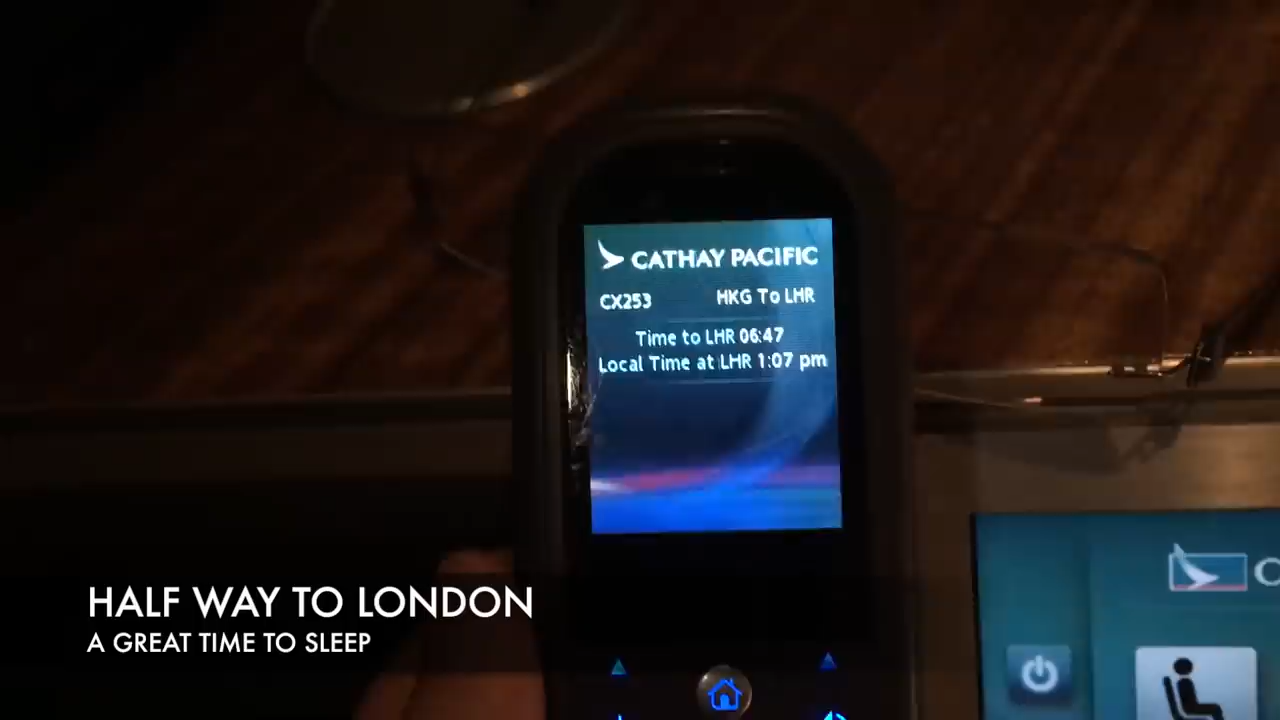 CATHAY PACIFIC
CX253 HKG To LHR
Time to LHR 06:47
Local Time at LHR 1:07 pm
HALF WAY TO LONDON
A GREAT TIME TO SLEEP
C